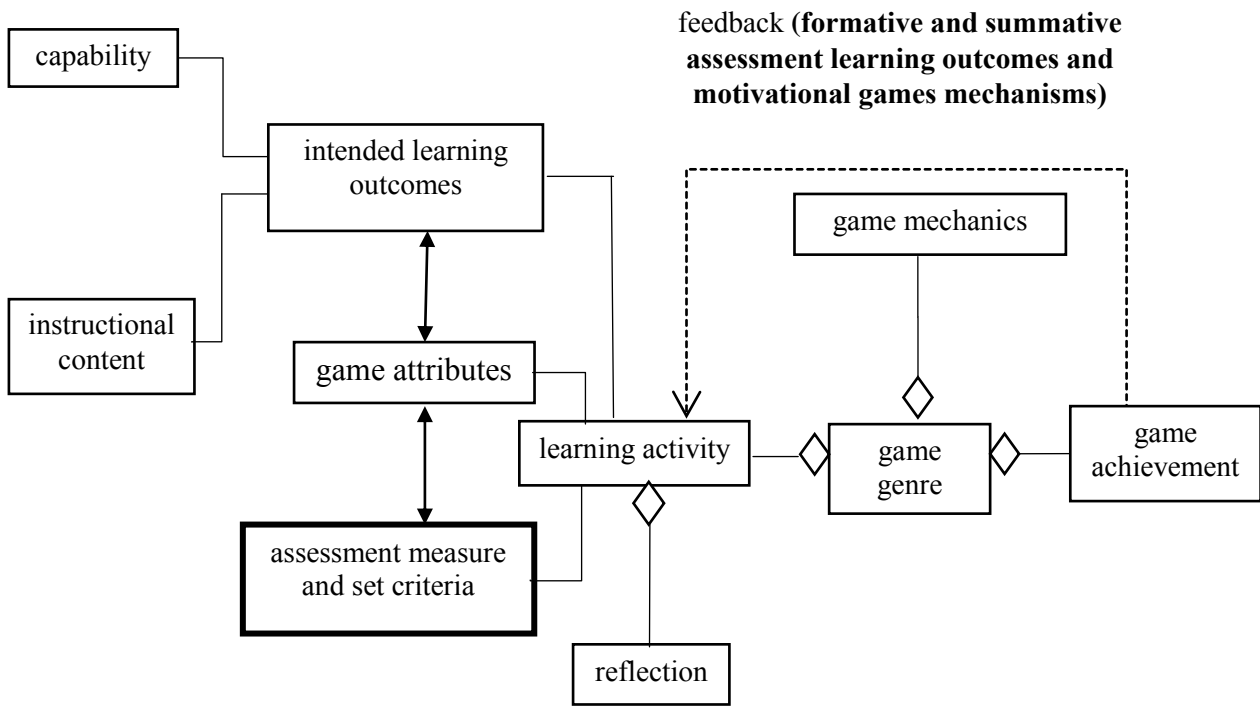 feedback (formative and summative
assessment learning outcomes and
motivational games mechanisms)
capability
intended learning
outcomes
game mechanics
instructional
content
game attributes
learning activity
game
genre
game
achievement
assessment measure
and set criteria
reflection